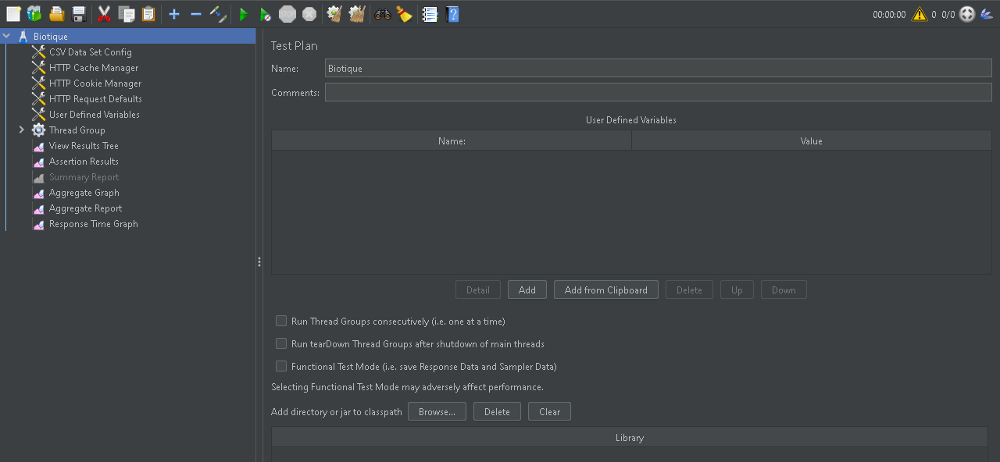 STOP
00:00:00 0 0/0
Biotique
CSV Data Set Config
HTTP Cache Manager
HTTP Cookie Manager
HTTP Request Defaults
User Defined Variables
Thread Group
View Results Tree
Assertion Results
Summary Report
Aggregate Graph
Aggregate Report
Response Time Graph
Test Plan
Name: Biotique
Comments:
User Defined Variables
Name: Value
Detail Add Add from Clipboard Delete Up Down
Run Thread Groups consecutively (i.e. one at a time)
Run tearDown Thread Groups after shutdown of main threads
Functional Test Mode (i.e. save Response Data and Sampler Data)
Selecting Functional Test Mode may adversely affect performance.
Add directory or jar to classpath Browse... Delete Clear
Library